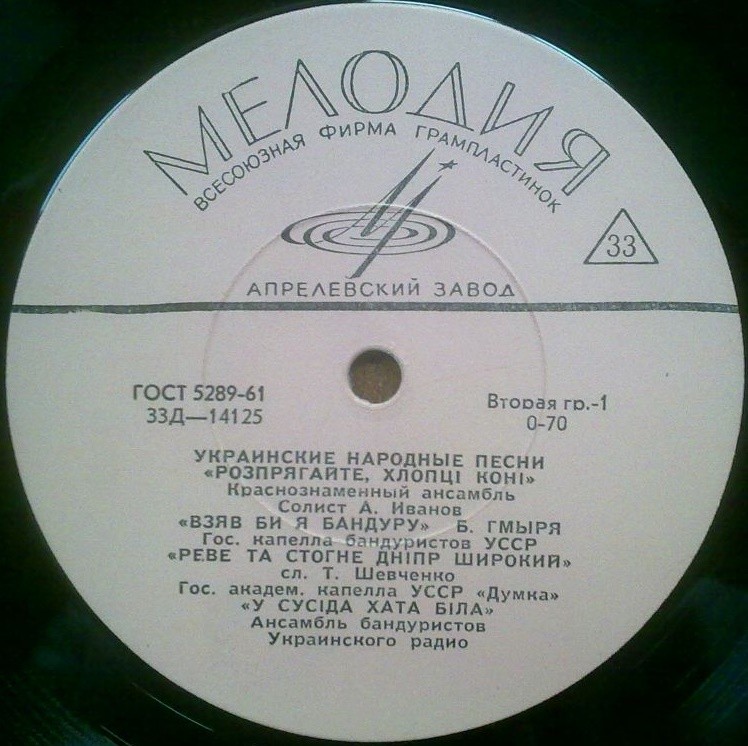 МЕЛОДИЯ
ВСЕСОЮЗНАЯ ФИРМА ГРАМПЛАСТИНОК
33
АПРЕЛЕВСКИЙ ЗАВОД
ГОСТ 5289-61
33Д—14125
Вторая гр.-1
0-70
УКРАИНСКИЕ НАРОДНЫЕ ПЕСНИ
«РОЗПРЯГАЙТЕ, ХЛОПЦІ КОНІ»
Краснознаменный ансамбль
Солист А. Иванов
«ВЗЯВ БИ Я БАНДУРУ» Б. ГМЫРЯ
Гос. капелла бандуристов УССР
«РЕВЕ ТА СТОГНЕ ДНІПР ШИРОКИЙ»
сл. Т. Шевченко
Гос. академ. капелла УССР «Думка»
«У СУСІДА ХАТА БІЛА»
Ансамбль бандуристов
Украинского радио